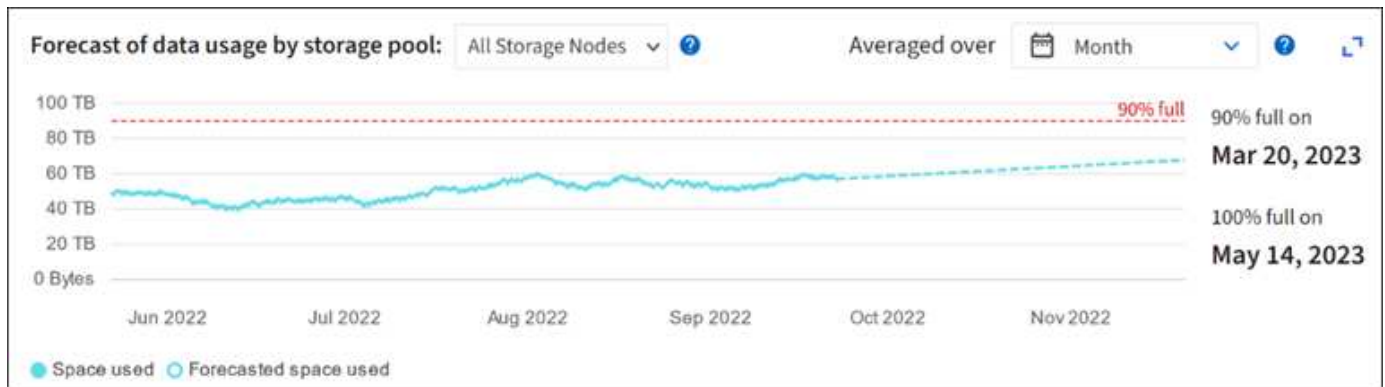 Forecast of data usage by storage pool: All Storage Nodes ? Averaged over Month ?
100 TB
90% full
80 TB
60 TB
40 TB
20 TB
0 Bytes
Jun 2022 Jul 2022 Aug 2022 Sep 2022 Oct 2022 Nov 2022
Space used Forecasted space used
90% full on
Mar 20, 2023
100% full on
May 14, 2023